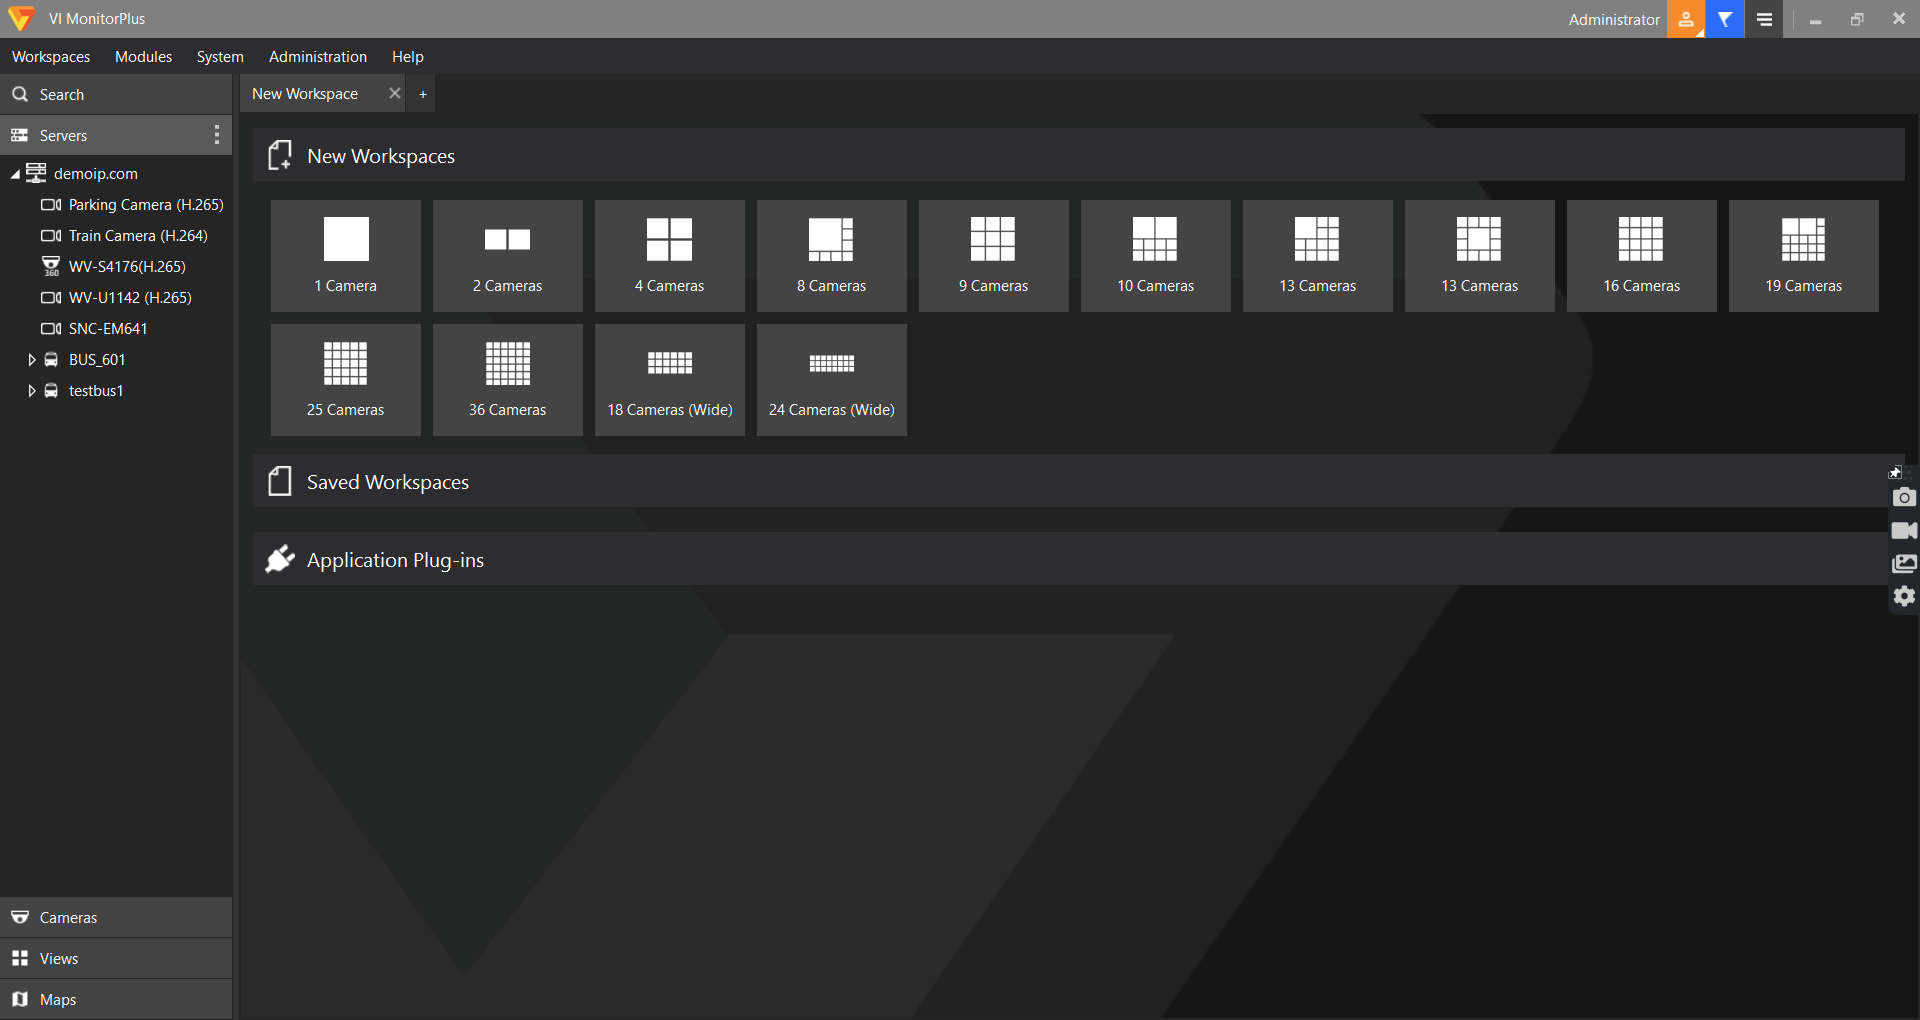 VI MonitorPlus
Administrator
Workspaces Modules System Administration Help
Search
Servers
demoip.com
Parking Camera (H.265)
Train Camera (H.264)
360
WV-S4176(H.265)
WV-U1142 (H.265)
SNC-EM641
BUS_601
testbus1
Cameras
Views
Maps
New Workspace +
New Workspaces
1 Camera 2 Cameras 4 Cameras 8 Cameras 9 Cameras 10 Cameras 13 Cameras 13 Cameras 16 Cameras 19 Cameras
25 Cameras 36 Cameras 18 Cameras (Wide) 24 Cameras (Wide)
Saved Workspaces
Application Plug-ins